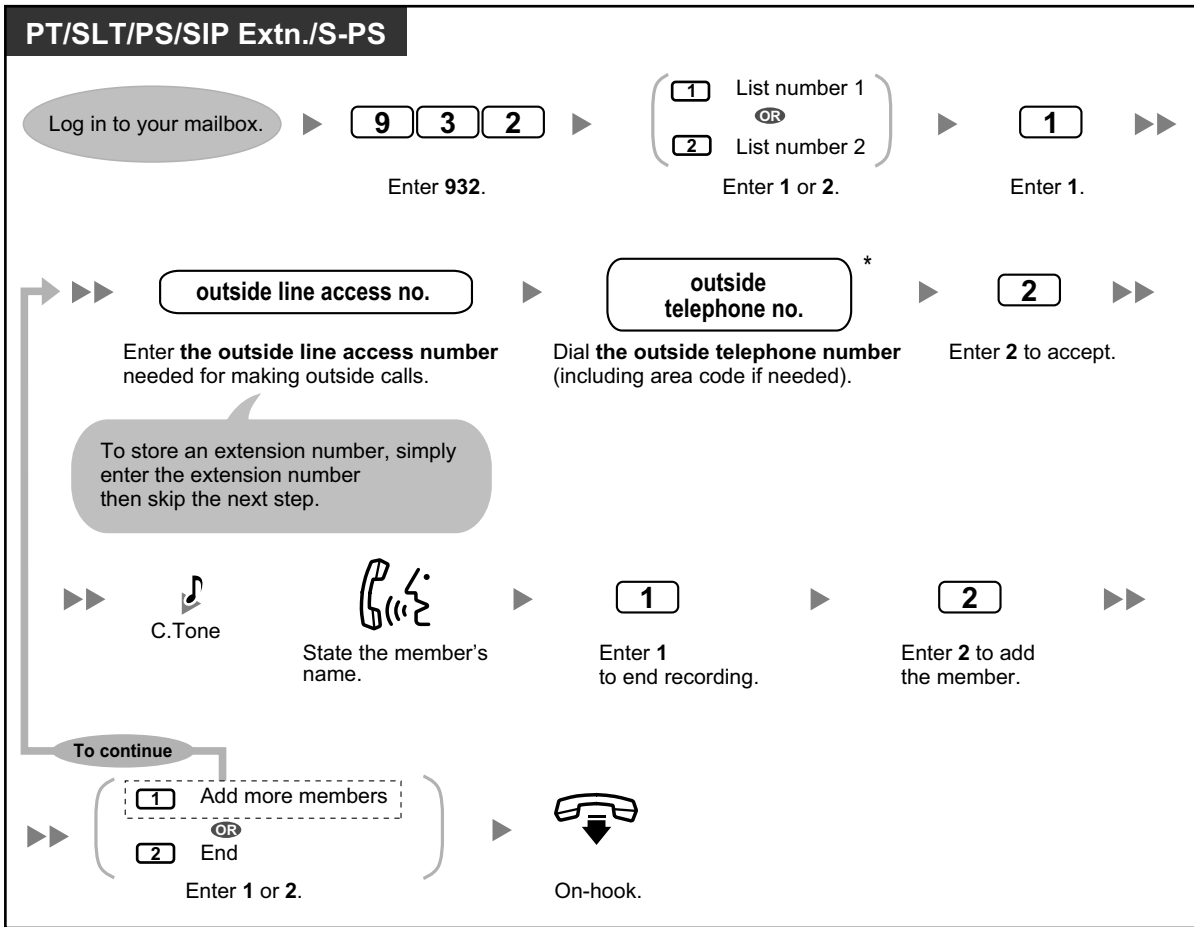 PT/SLT/PS/SIP Extn./S-PS
Log in to your mailbox.
9 3 2
Enter 932.
1 List number 1
OR
2 List number 2
Enter 1 or 2.
1
Enter 1.
outside line access no.
Enter the outside line access number
needed for making outside calls.
To store an extension number, simply
enter the extension number
then skip the next step.
outside
telephone no.
*
Dial the outside telephone number
(including area code if needed).
2
Enter 2 to accept.
C.Tone
State the member's
name.
1
Enter 1
to end recording.
2
Enter 2 to add
the member.
To continue
1 Add more members
OR
2 End
Enter 1 or 2.
On-hook.